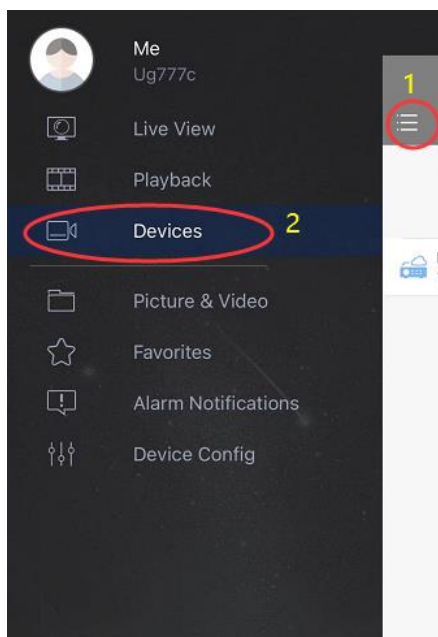 Me
Ug777c
1
Live View
Playback
Devices
2
Picture & Video
Favorites
Alarm Notifications
Device Config